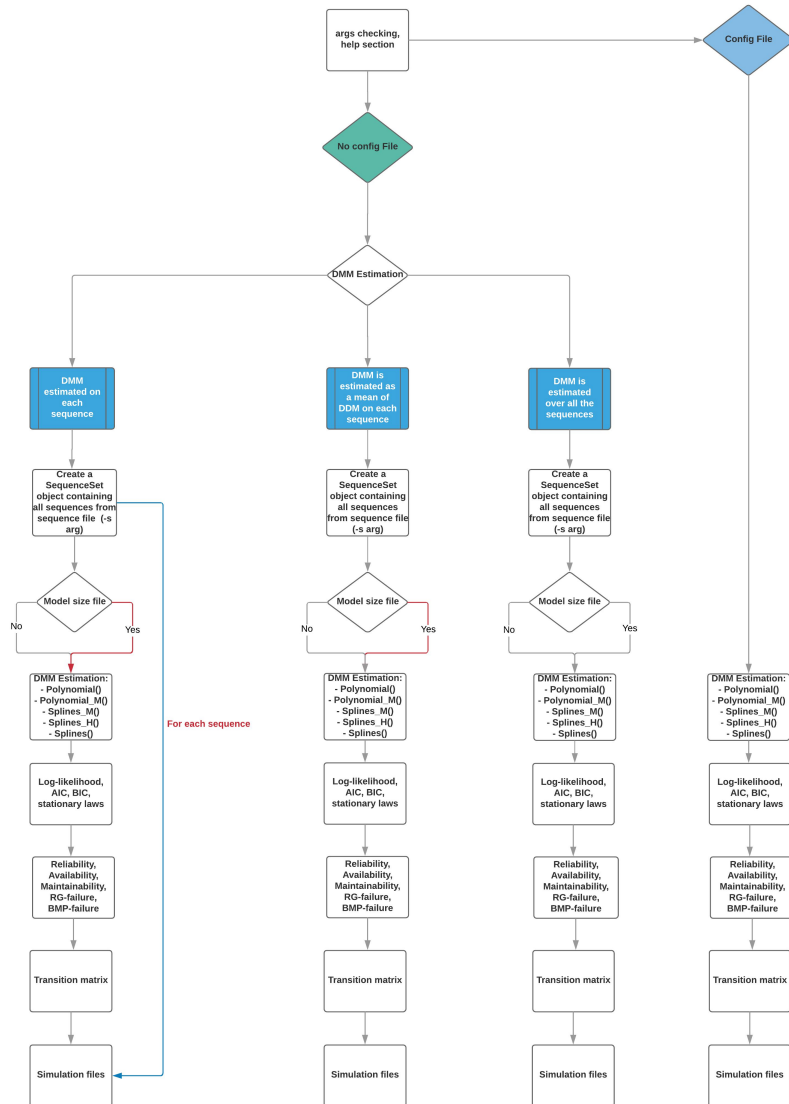 args checking,
help section
Config File
No config File
DMM Estimation
DMM
estimated on
each
sequence
DMM is
estimated as
a mean of
DDM on each
sequence
DMM is
estimated
over all the
sequences
Create a
SequenceSet
object containing
all sequences from
sequence file (-s
arg)
Create a
SequenceSet
object containing
all sequences
from sequence file
(-s arg)
Create a
SequenceSet
object containing
all sequences
from sequence file
(-s arg)
Model size file
No
Yes
Model size file
No
Yes
Model size file
No
Yes
DMM Estimation:
- Polynomial()
- Polynomial_M()
- Splines_M()
- Splines_H()
- Splines()
DMM Estimation:
- Polynomial()
- Polynomial_M()
- Splines_M()
- Splines_H()
- Splines()
DMM Estimation:
- Polynomial()
- Polynomial_M()
- Splines_M()
- Splines_H()
- Splines()
DMM Estimation:
- Polynomial()
- Polynomial_M()
- Splines_M()
- Splines_H()
- Splines()
For each sequence
Log-likelihood,
AIC, BIC,
stationary laws
Log-likelihood,
AIC, BIC,
stationary laws
Log-likelihood,
AIC, BIC,
stationary laws
Log-likelihood,
AIC, BIC,
stationary laws
Reliability,
Availability,
Maintainability,
RG-failure,
BMP-failure
Reliability,
Availability,
Maintainability,
RG-failure,
BMP-failure
Reliability,
Availability,
Maintainability,
RG-failure,
BMP-failure
Reliability,
Availability,
Maintainability,
RG-failure,
BMP-failure
Transition matrix
Transition matrix
Transition matrix
Transition matrix
Simulation files
Simulation files
Simulation files
Simulation files